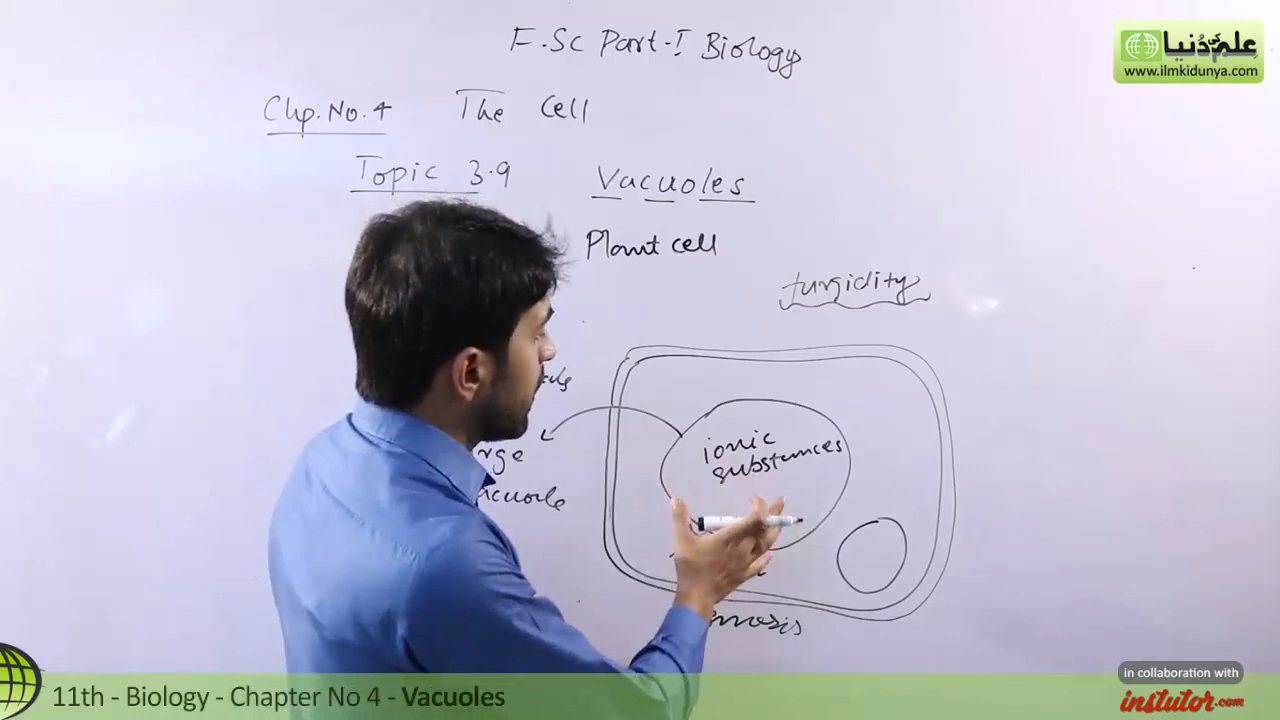 F.Sc Part-I Biology
علم کی دُنیا
www.ilmkidunya.com
Chp. No. 4 The Cell
Topic 3.9 Vacuoles
Plant cell
turgidity
ionic
substances
11th - Biology - Chapter No 4 - Vacuoles
in collaboration with
instutor.com